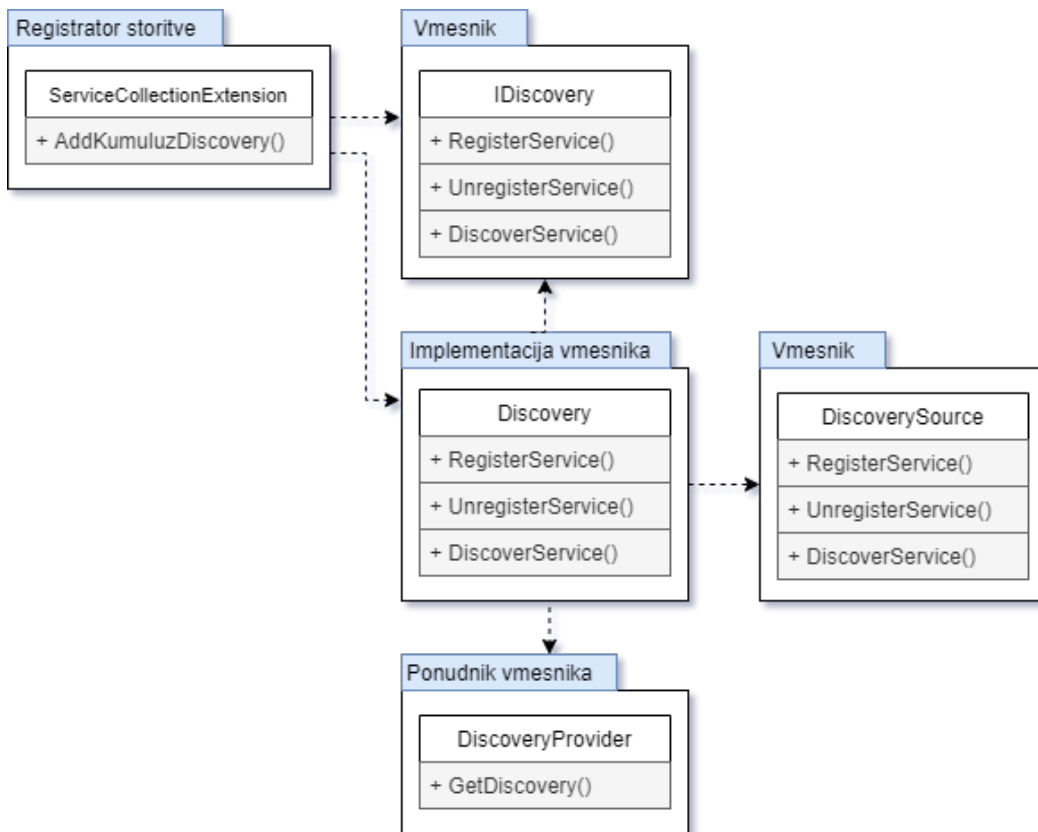 Registrator storitve
ServiceCollectionExtension
+ AddKumuluzDiscovery()
Vmesnik
IDiscovery
+ RegisterService()
+ UnregisterService()
+ DiscoverService()
Implementacija vmesnika
Discovery
+ RegisterService()
+ UnregisterService()
+ DiscoverService()
Vmesnik
DiscoverySource
+ RegisterService()
+ UnregisterService()
+ DiscoverService()
Ponudnik vmesnika
DiscoveryProvider
+ GetDiscovery()